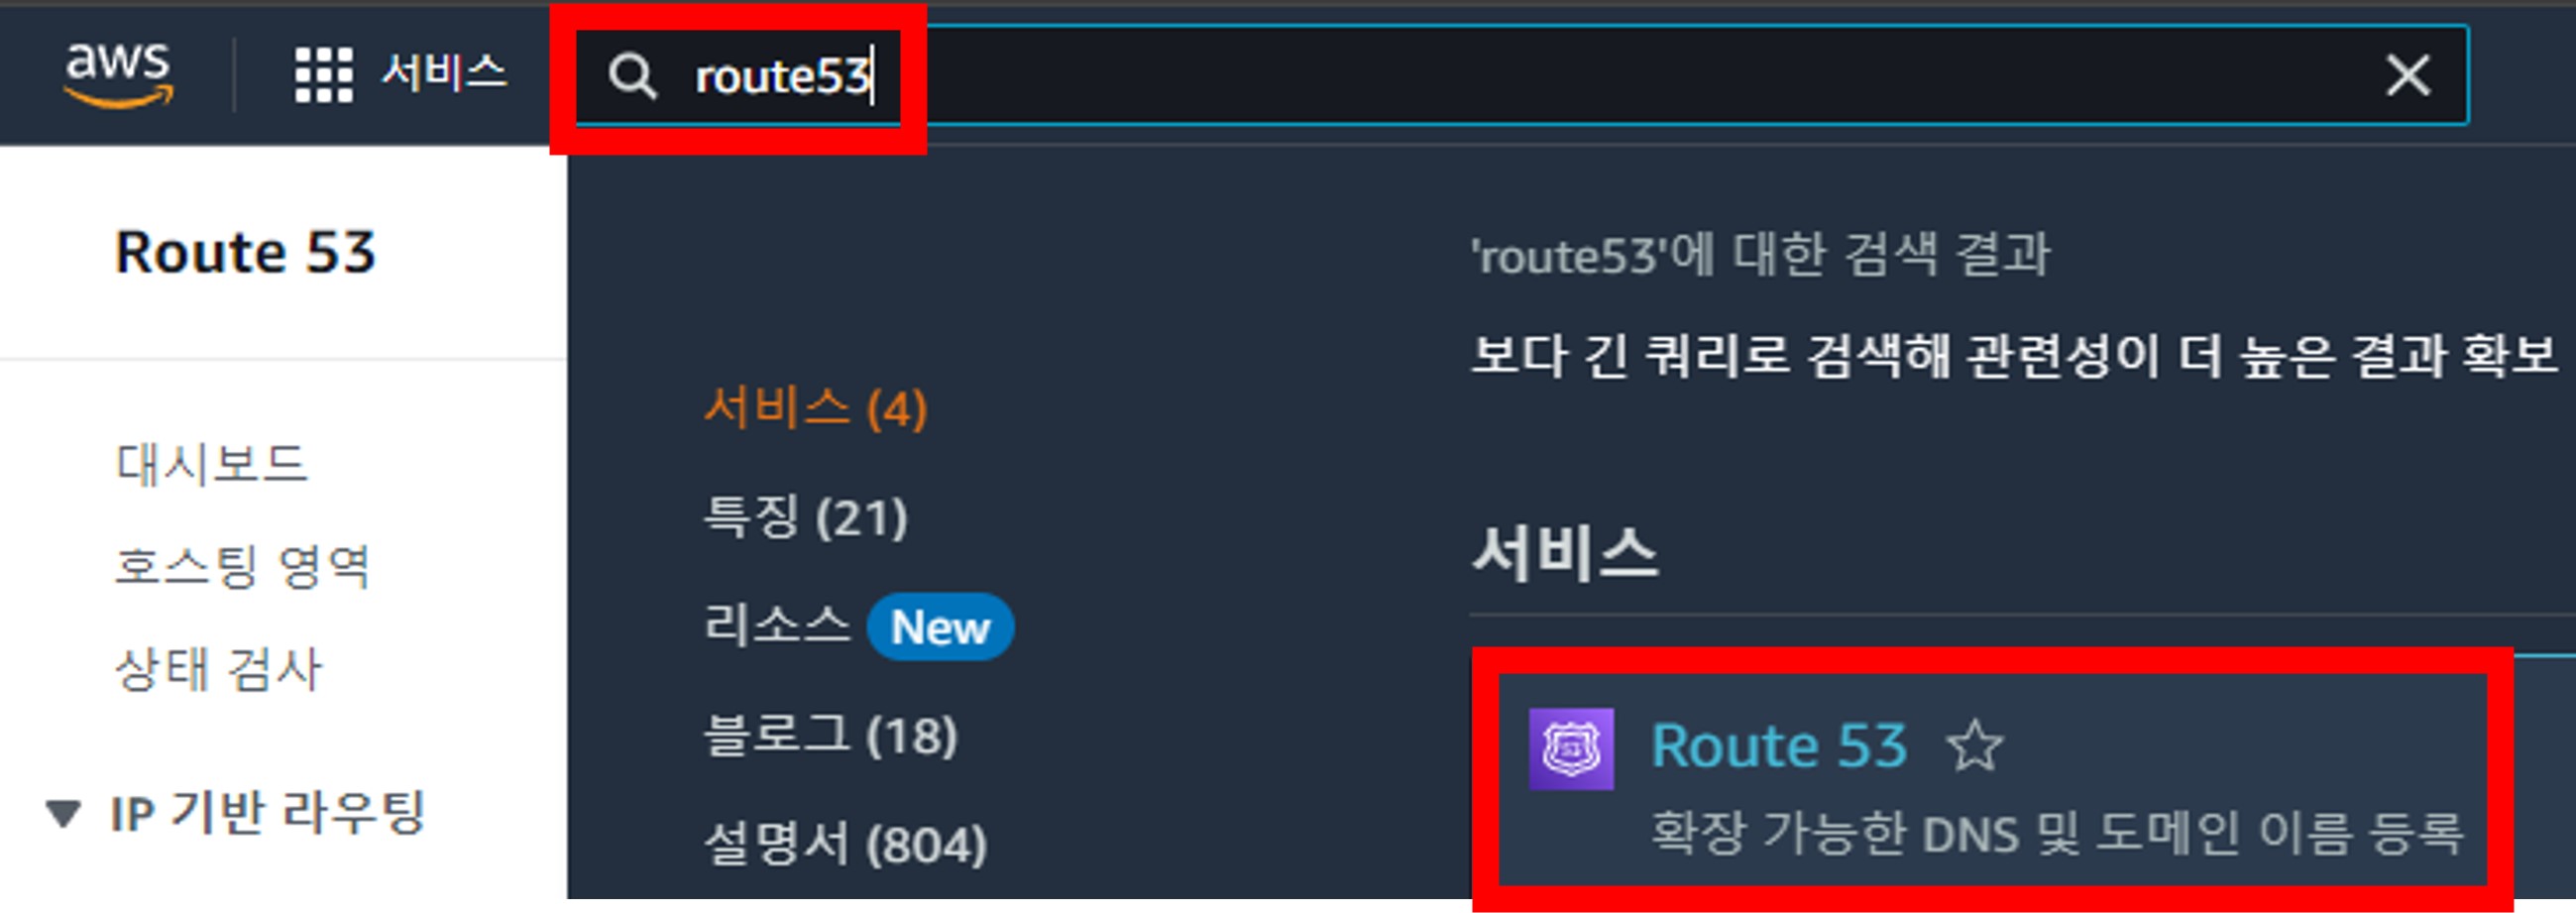 aws
서비스
route53
Route 53
대시보드
호스팅 영역
상태 검사
IP 기반 라우팅
서비스 (4)
특징 (21)
리소스 New
블로그 (18)
설명서 (804)
'route53'에 대한 검색 결과
보다 긴 쿼리로 검색해 관련성이 더 높은 결과 확보
서비스
53
Route 53
확장 가능한 DNS 및 도메인 이름 등록